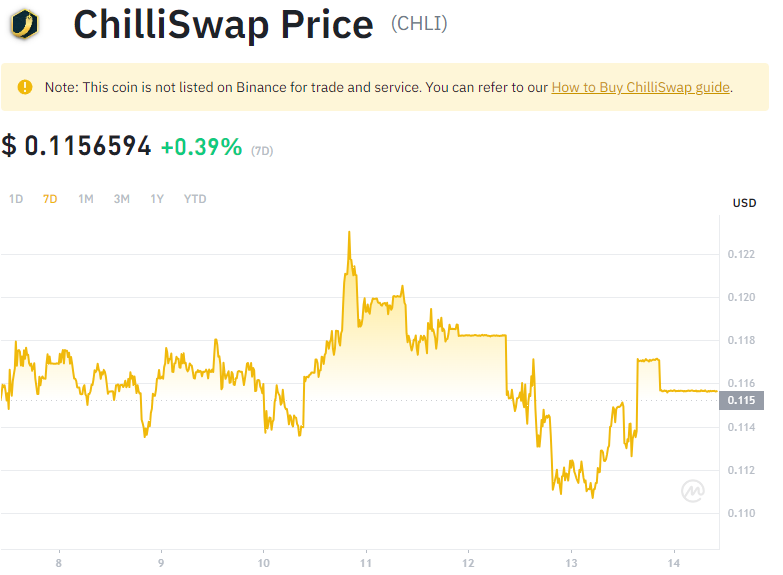 ChilliSwap Price (CHLI)
Note: This coin is not listed on Binance for trade and service. You can refer to our How to Buy ChilliSwap guide.
$ 0.1156594 +0.39% (7D)
1D 7D 1M 3M 1Y YTD
USD
0.122
0.120
0.118
0.116
0.115
0.114
0.112
0.110
8 9 10 11 12 13 14